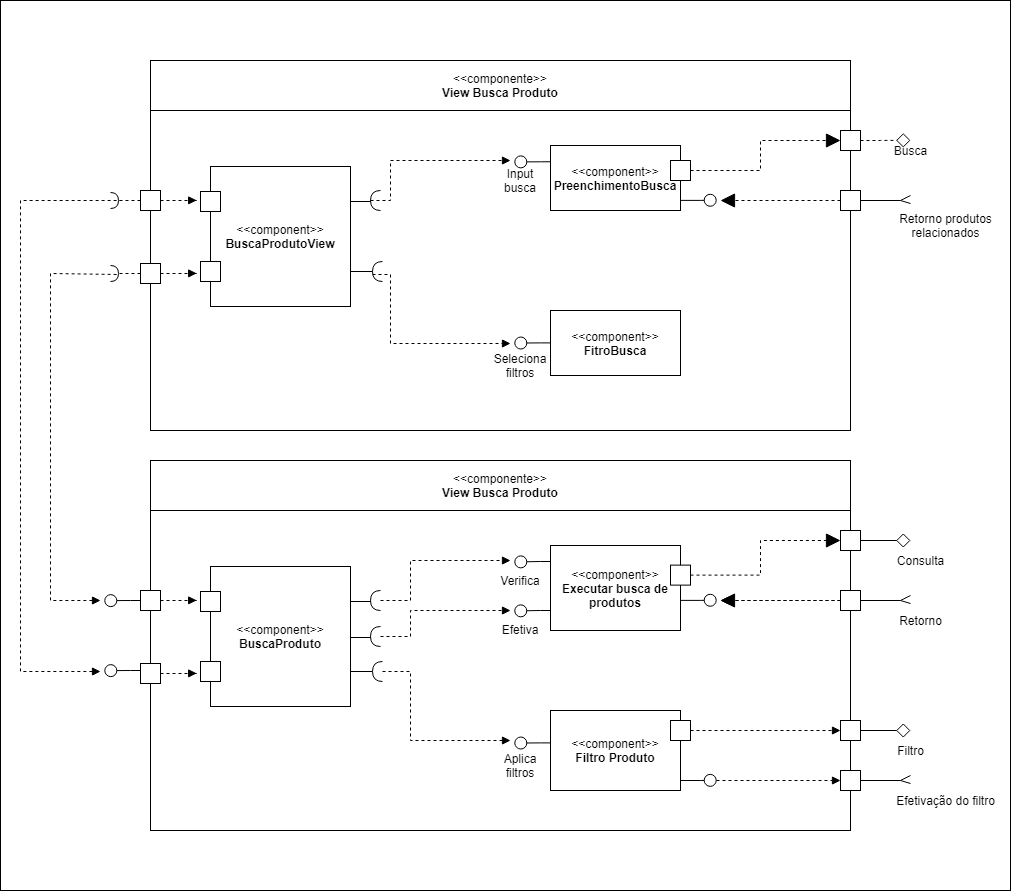 <<componente>>
View Busca Produto
<<component>>
BuscaProdutoView
Input
busca
<<component>>
PreenchimentoBusca
Busca
Retorno produtos
relacionados
Seleciona
filtros
<<component>>
FitroBusca
<<componente>>
View Busca Produto
<<component>>
BuscaProduto
Verifica
Efetiva
<<component>>
Executar busca de
produtos
Consulta
Retorno
Aplica
filtros
<<component>>
Filtro Produto
Filtro
Efetivação do filtro